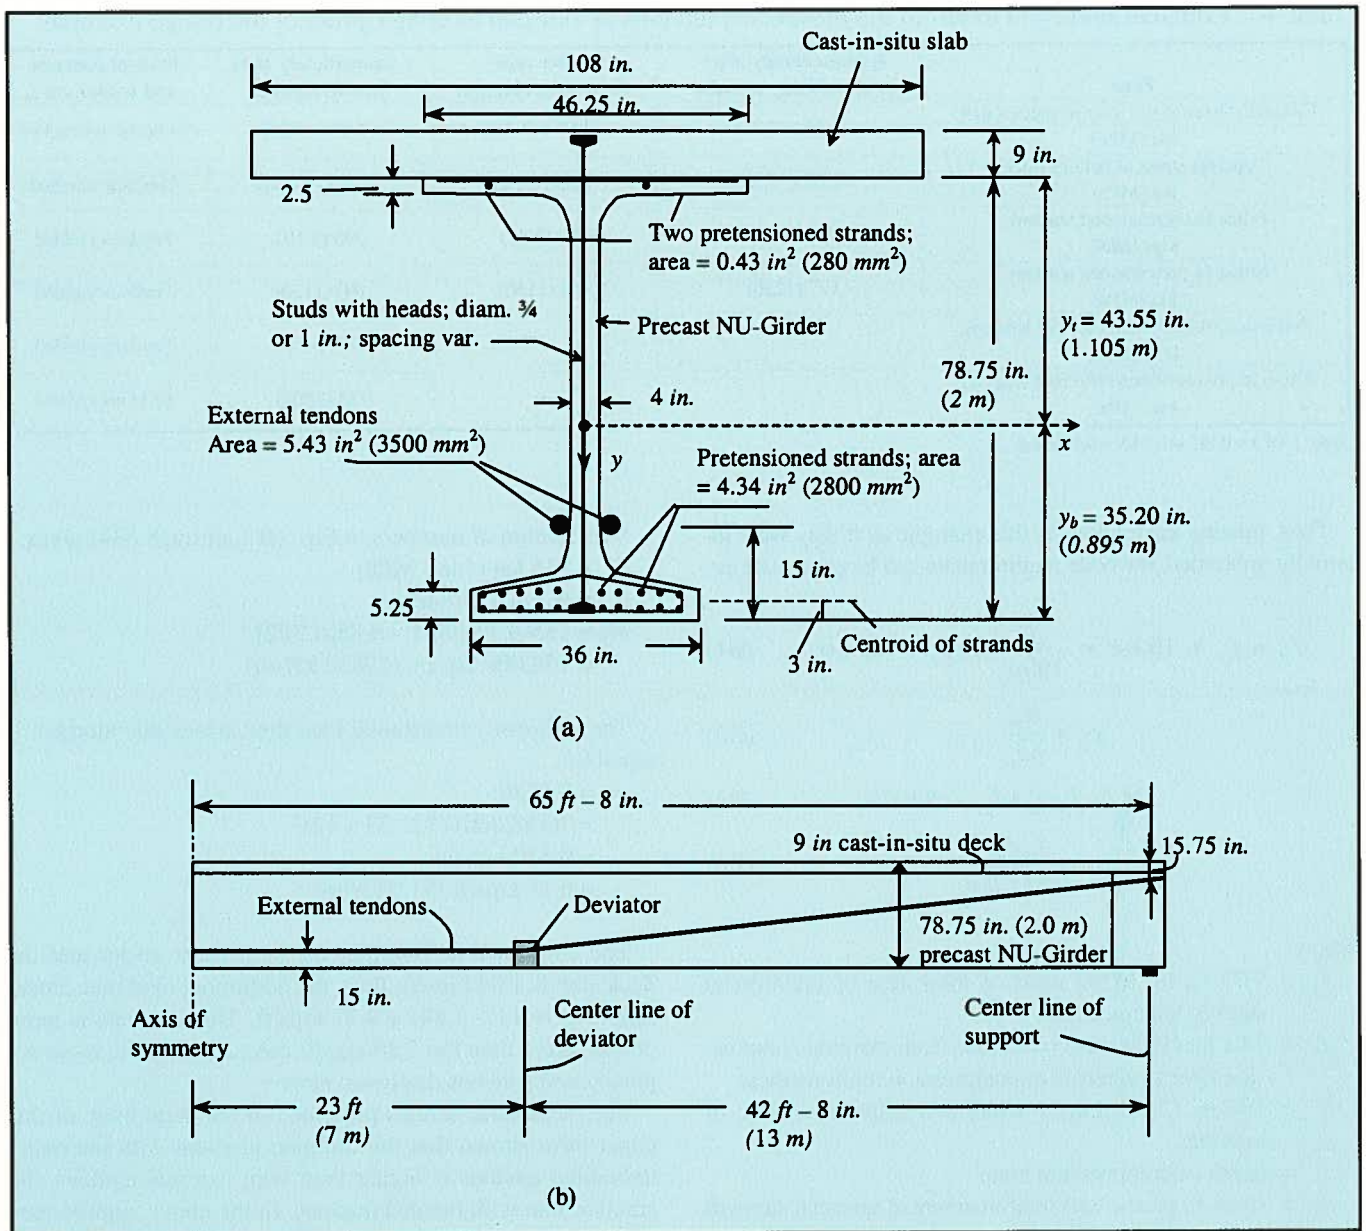 Cast-in-situ slab
108 in.
46.25 in.
9 in.
2.5
Two pretensioned strands;
area = 0.43 in² (280 mm²)
Studs with heads; diam. ¾
or 1 in.; spacing var.
Precast NU-Girder
yt = 43.55 in.
(1.105 m)
78.75 in.
(2 m)
4 in.
External tendons
Area = 5.43 in² (3500 mm²)
x
y
Pretensioned strands; area
= 4.34 in² (2800 mm²)
yb = 35.20 in.
(0.895 m)
15 in.
5.25
36 in.
3 in.
Centroid of strands
(a)
65 ft – 8 in.
9 in cast-in-situ deck
15.75 in.
External tendons
Deviator
78.75 in. (2.0 m)
precast NU-Girder
15 in.
Axis of
symmetry
Center line of
deviator
Center line of
support
23 ft
(7 m)
42 ft – 8 in.
(13 m)
(b)